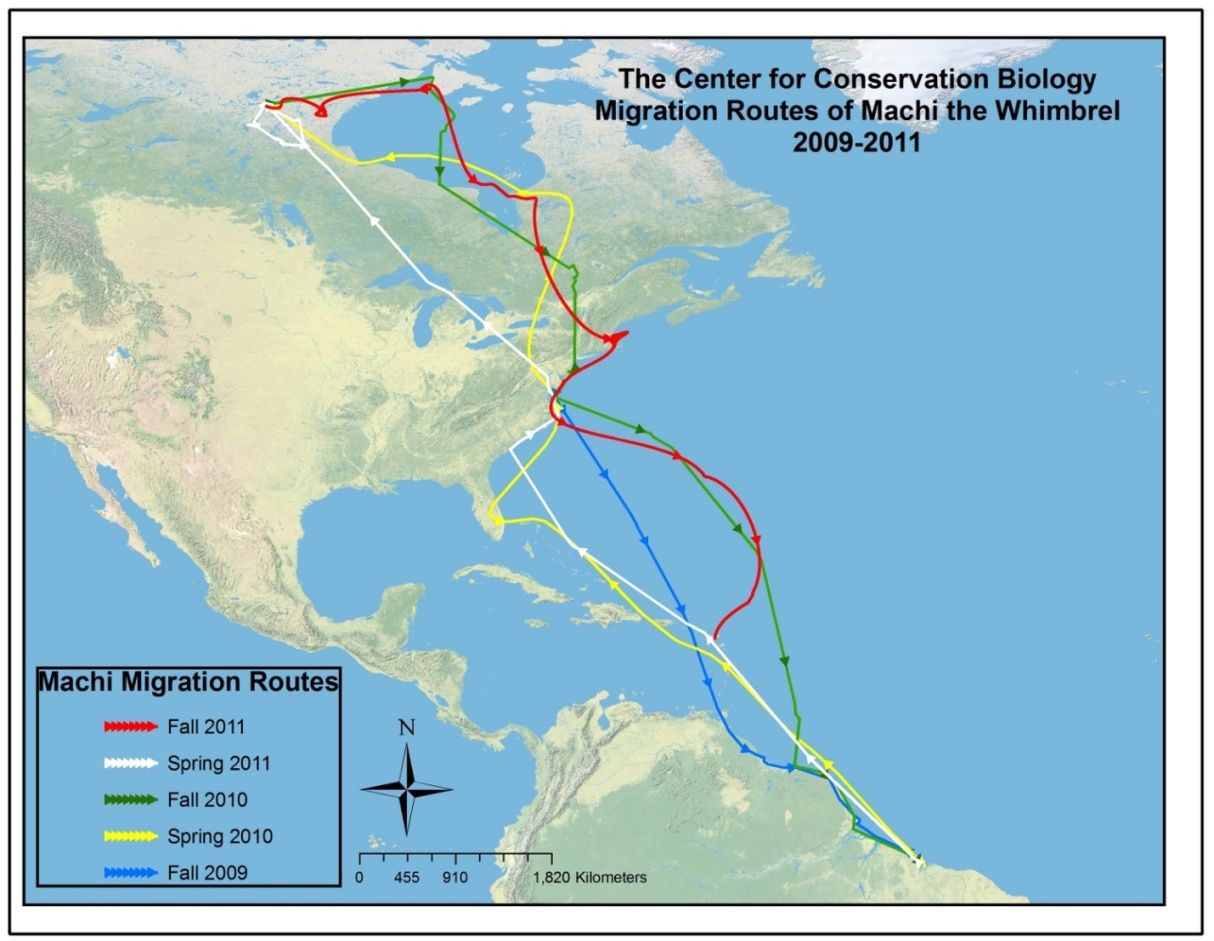 The Center for Conservation Biology
Migration Routes of Machi the Whimbrel
2009-2011
Machi Migration Routes
Fall 2011
Spring 2011
Fall 2010
Spring 2010
Fall 2009
N
0 455 910 1,820 Kilometers